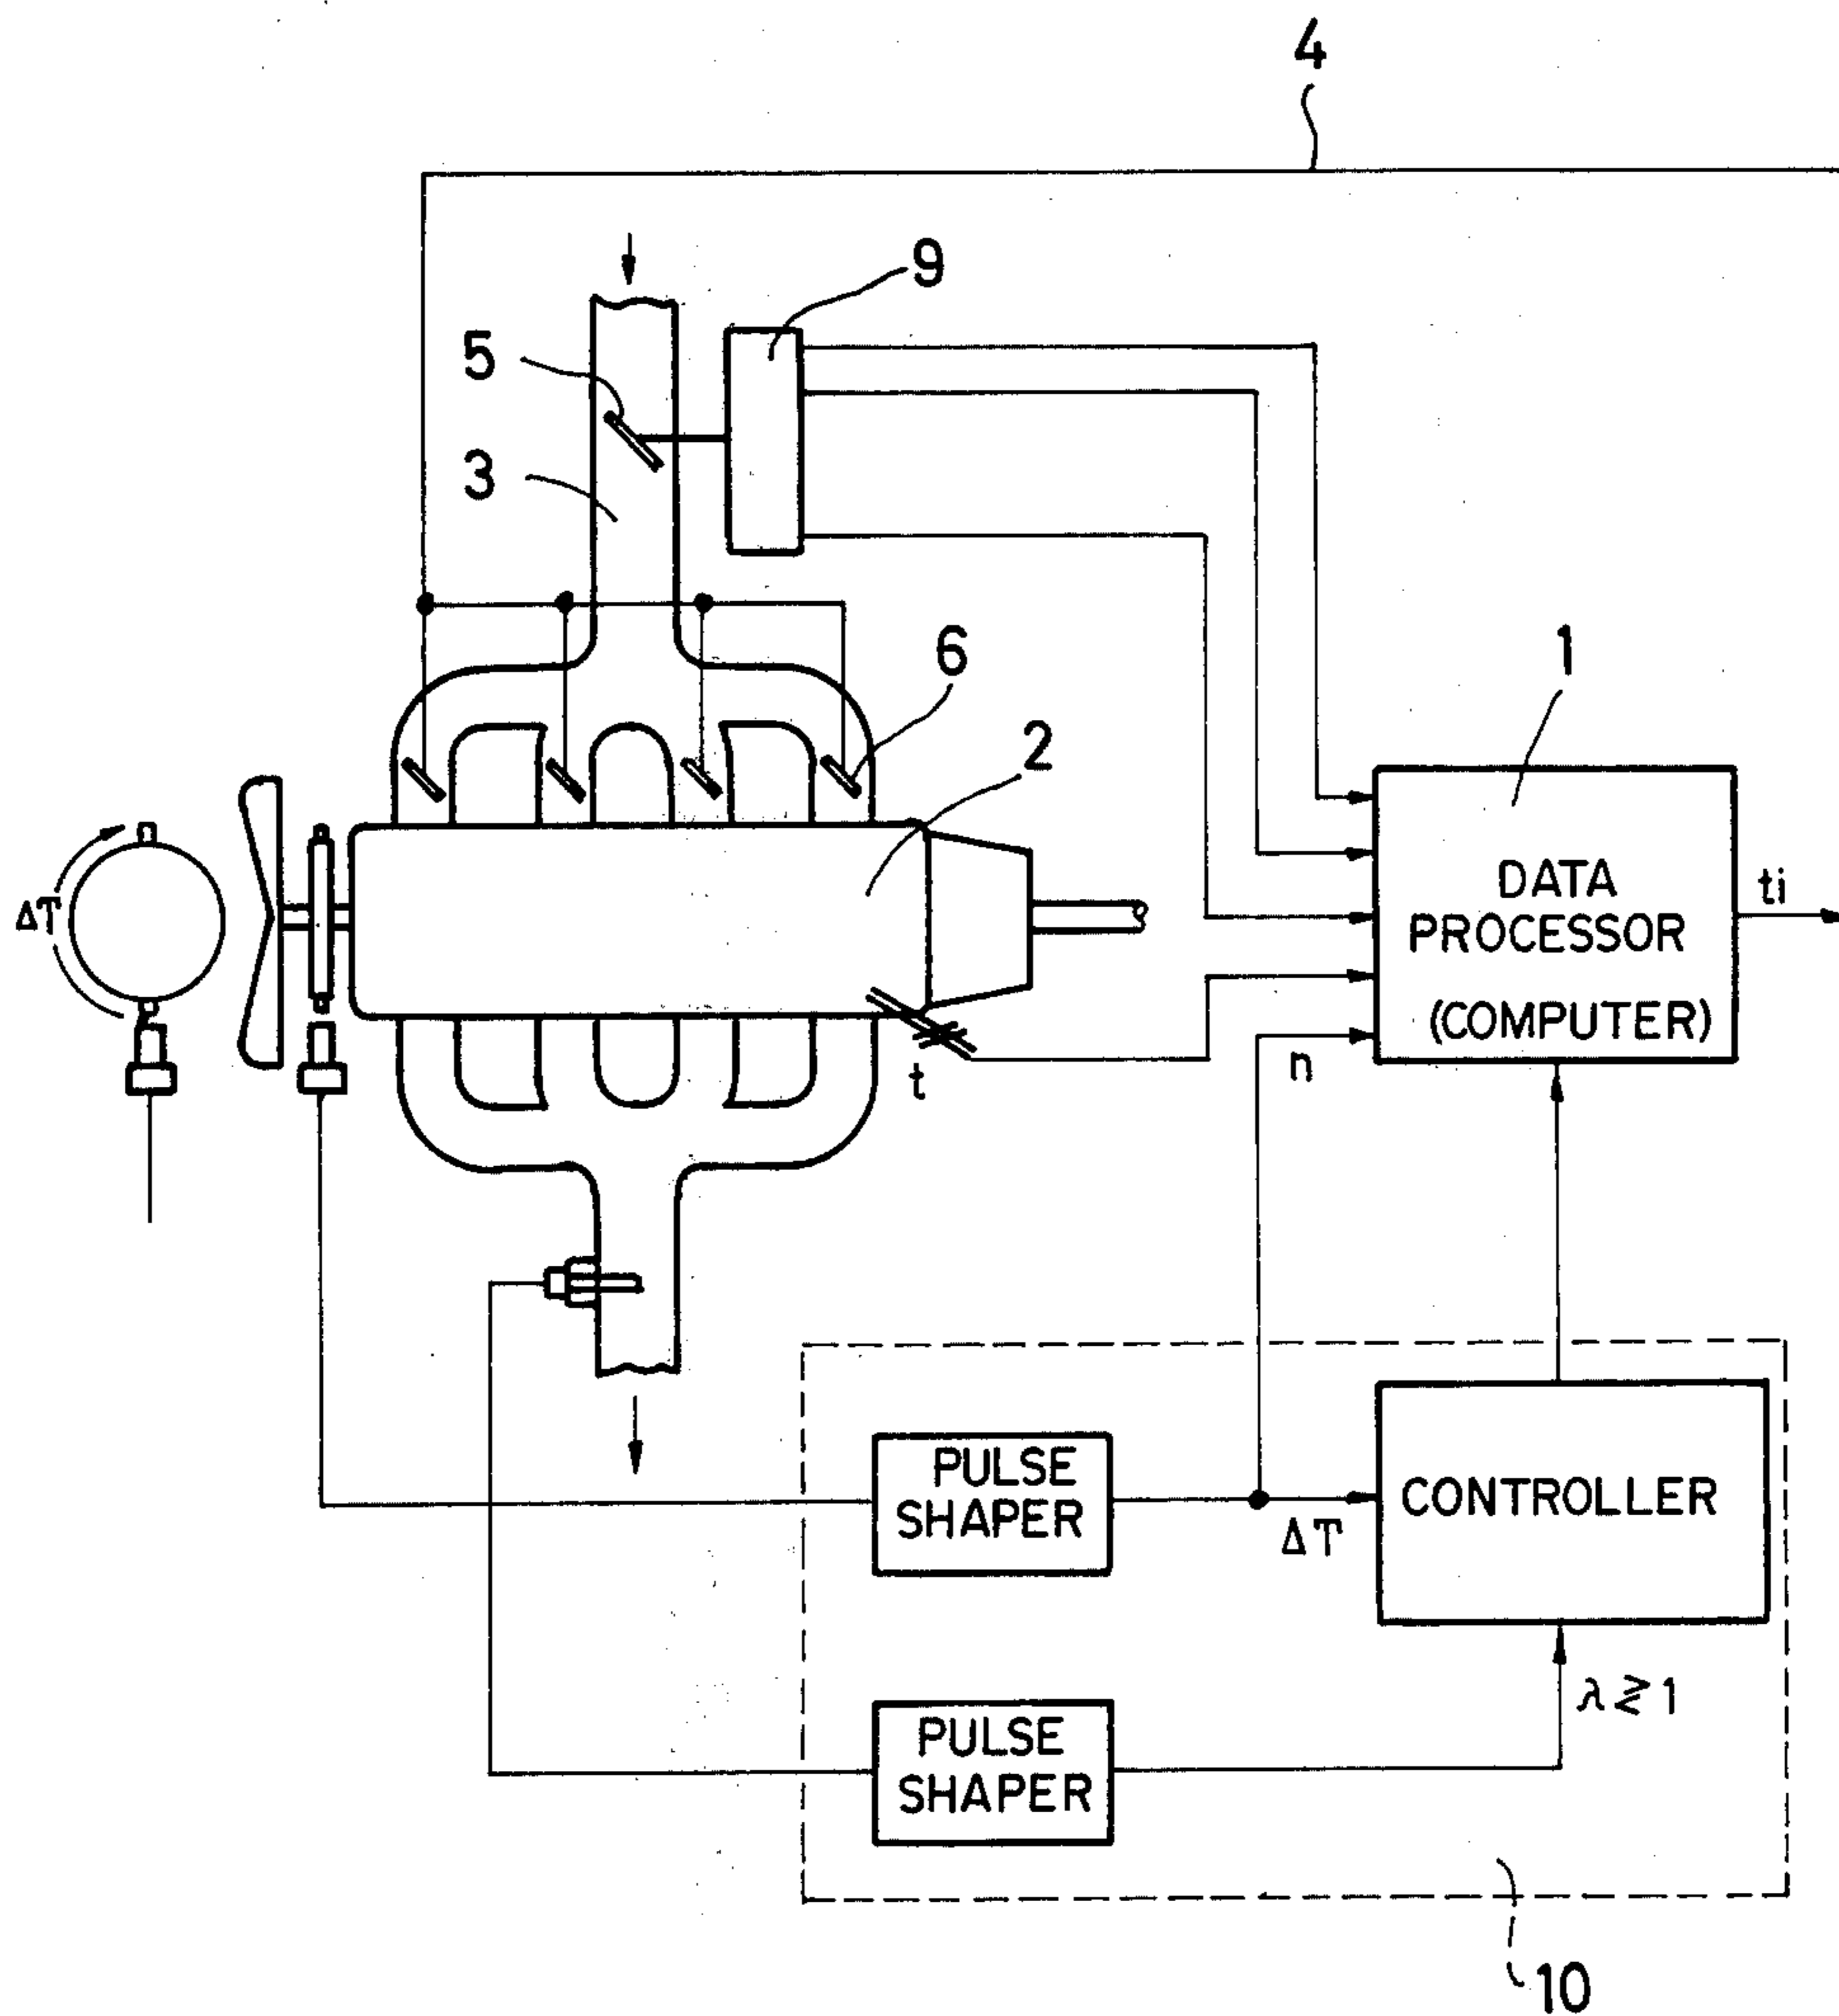 4
9
5
3
6
1
2
ΔT
DATA
PROCESSOR
(COMPUTER)
ti
t
n
PULSE
SHAPER
CONTROLLER
ΔT
λ ≷ 1
PULSE
SHAPER
10